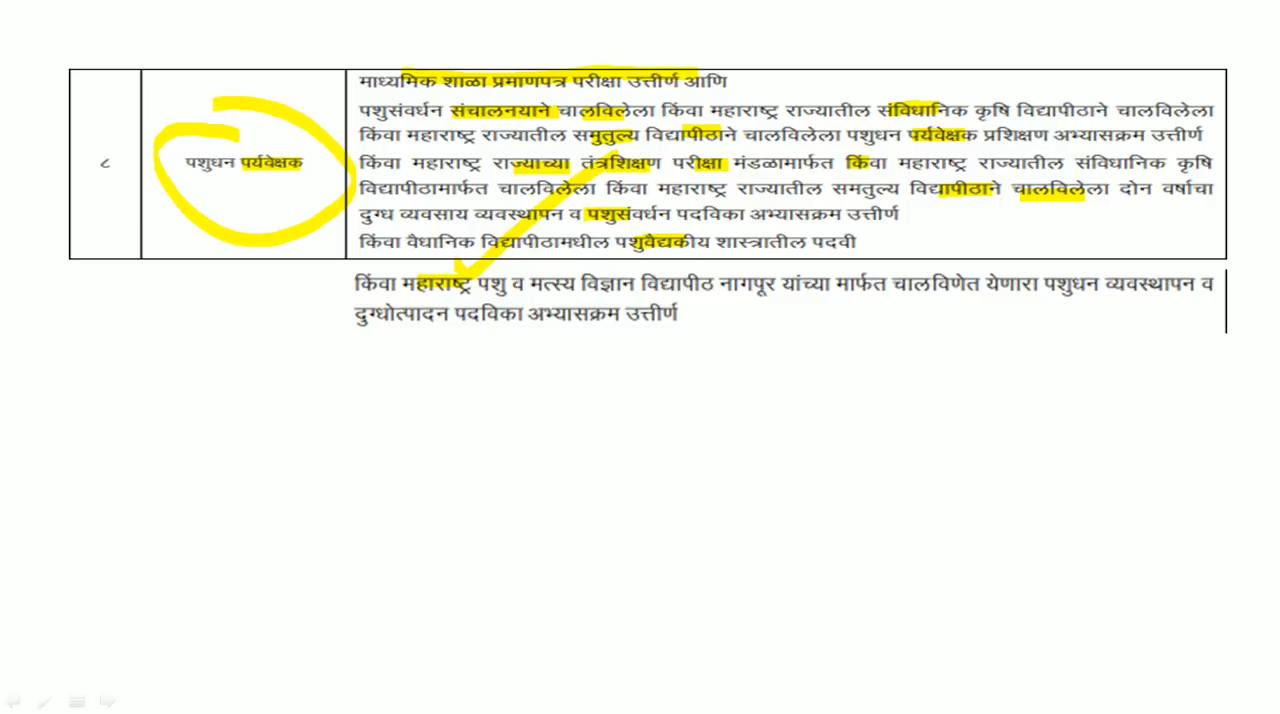 माध्यमिक शाळा प्रमाणपत्र परीक्षा उत्तीर्ण आणि
पशुसंवर्धन संचालनयाने चालविलेला किंवा महाराष्ट्र राज्यातील संविधानिक कृषि विद्यापीठाने चालविलेला
किंवा महाराष्ट्र राज्यातील समुतुल्य विद्यापीठाने चालविलेला पशुधन पर्यवेक्षक प्रशिक्षण अभ्यासक्रम उत्तीर्ण
८ पशुधन पर्यवेक्षक किंवा महाराष्ट्र राज्याच्या तंत्रशिक्षण परीक्षा मंडळामार्फत किंवा महाराष्ट्र राज्यातील संविधानिक कृषि
विद्यापीठामार्फत चालविलेला किंवा महाराष्ट्र राज्यातील समतुल्य विद्यापीठाने चालविलेला दोन वर्षाचा
दुग्ध व्यवसाय व्यवस्थापन व पशुसंवर्धन पदविका अभ्यासक्रम उत्तीर्ण
किंवा वैधानिक विद्यापीठामधील पशुवैद्यकीय शास्त्रातील पदवी
किंवा महाराष्ट्र पशु व मत्स्य विज्ञान विद्यापीठ नागपूर यांच्या मार्फत चालविणेत येणारा पशुधन व्यवस्थापन व
दुग्धोत्पादन पदविका अभ्यासक्रम उत्तीर्ण